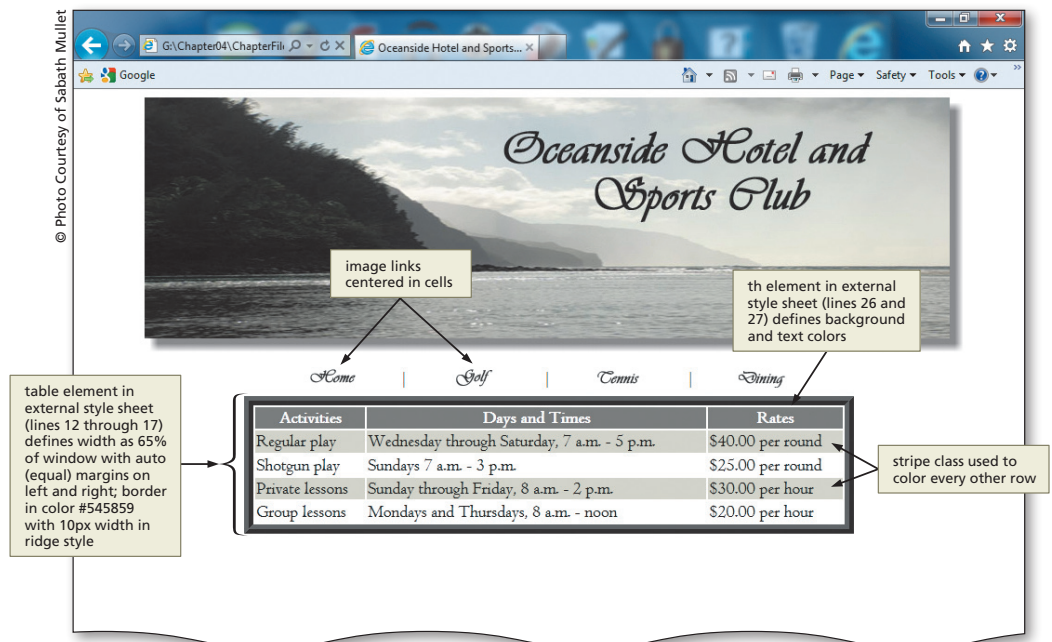 © Photo Courtesy of Sabath Mullet
G:\Chapter04\ChapterFil
Oceanside Hotel and Sports...
Google
Page
Safety
Tools
Oceanside Hotel and
Sports Club
image links
centered in cells
th element in external
style sheet (lines 26 and
27) defines background
and text colors
Home | Golf | Tennis | Dining
table element in
external style sheet
(lines 12 through 17)
defines width as 65%
of window with auto
(equal) margins on
left and right; border
in color #545859
with 10px width in
ridge style
Activities Days and Times Rates
Regular play Wednesday through Saturday, 7 a.m. - 5 p.m. $40.00 per round
Shotgun play Sundays 7 a.m. - 3 p.m. $25.00 per round
Private lessons Sunday through Friday, 8 a.m. - 2 p.m. $30.00 per hour
Group lessons Mondays and Thursdays, 8 a.m. - noon $20.00 per hour
stripe class used to
color every other row